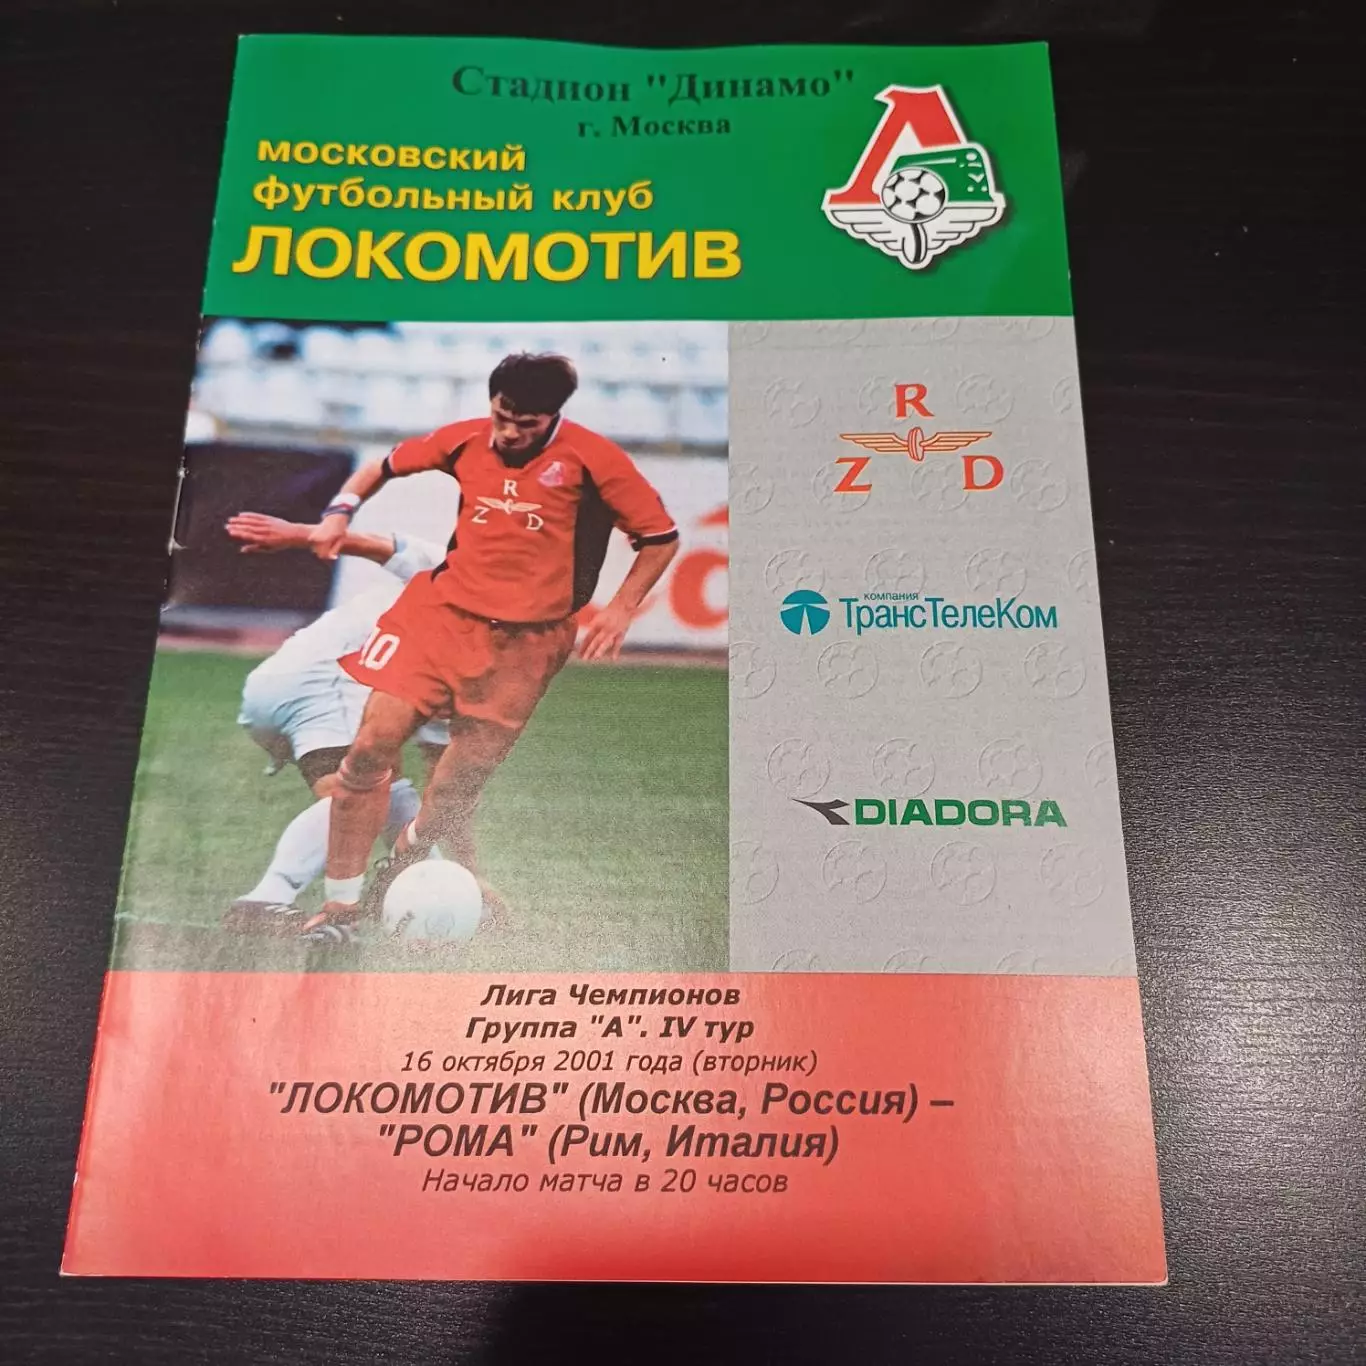 Стадион "Динамо"
г. Москва
МОСКОВСКИЙ
ФУТБОЛЬНЫЙ КЛУБ
ЛОКОМОТИВ
R
Z D
R
Z D
10
компания
ТрансТелеКом
DIADORA
Лига Чемпионов
Группа "А". IV тур
16 октября 2001 года (вторник)
"ЛОКОМОТИВ" (Москва, Россия) –
"РОМА" (Рим, Италия)
Начало матча в 20 часов